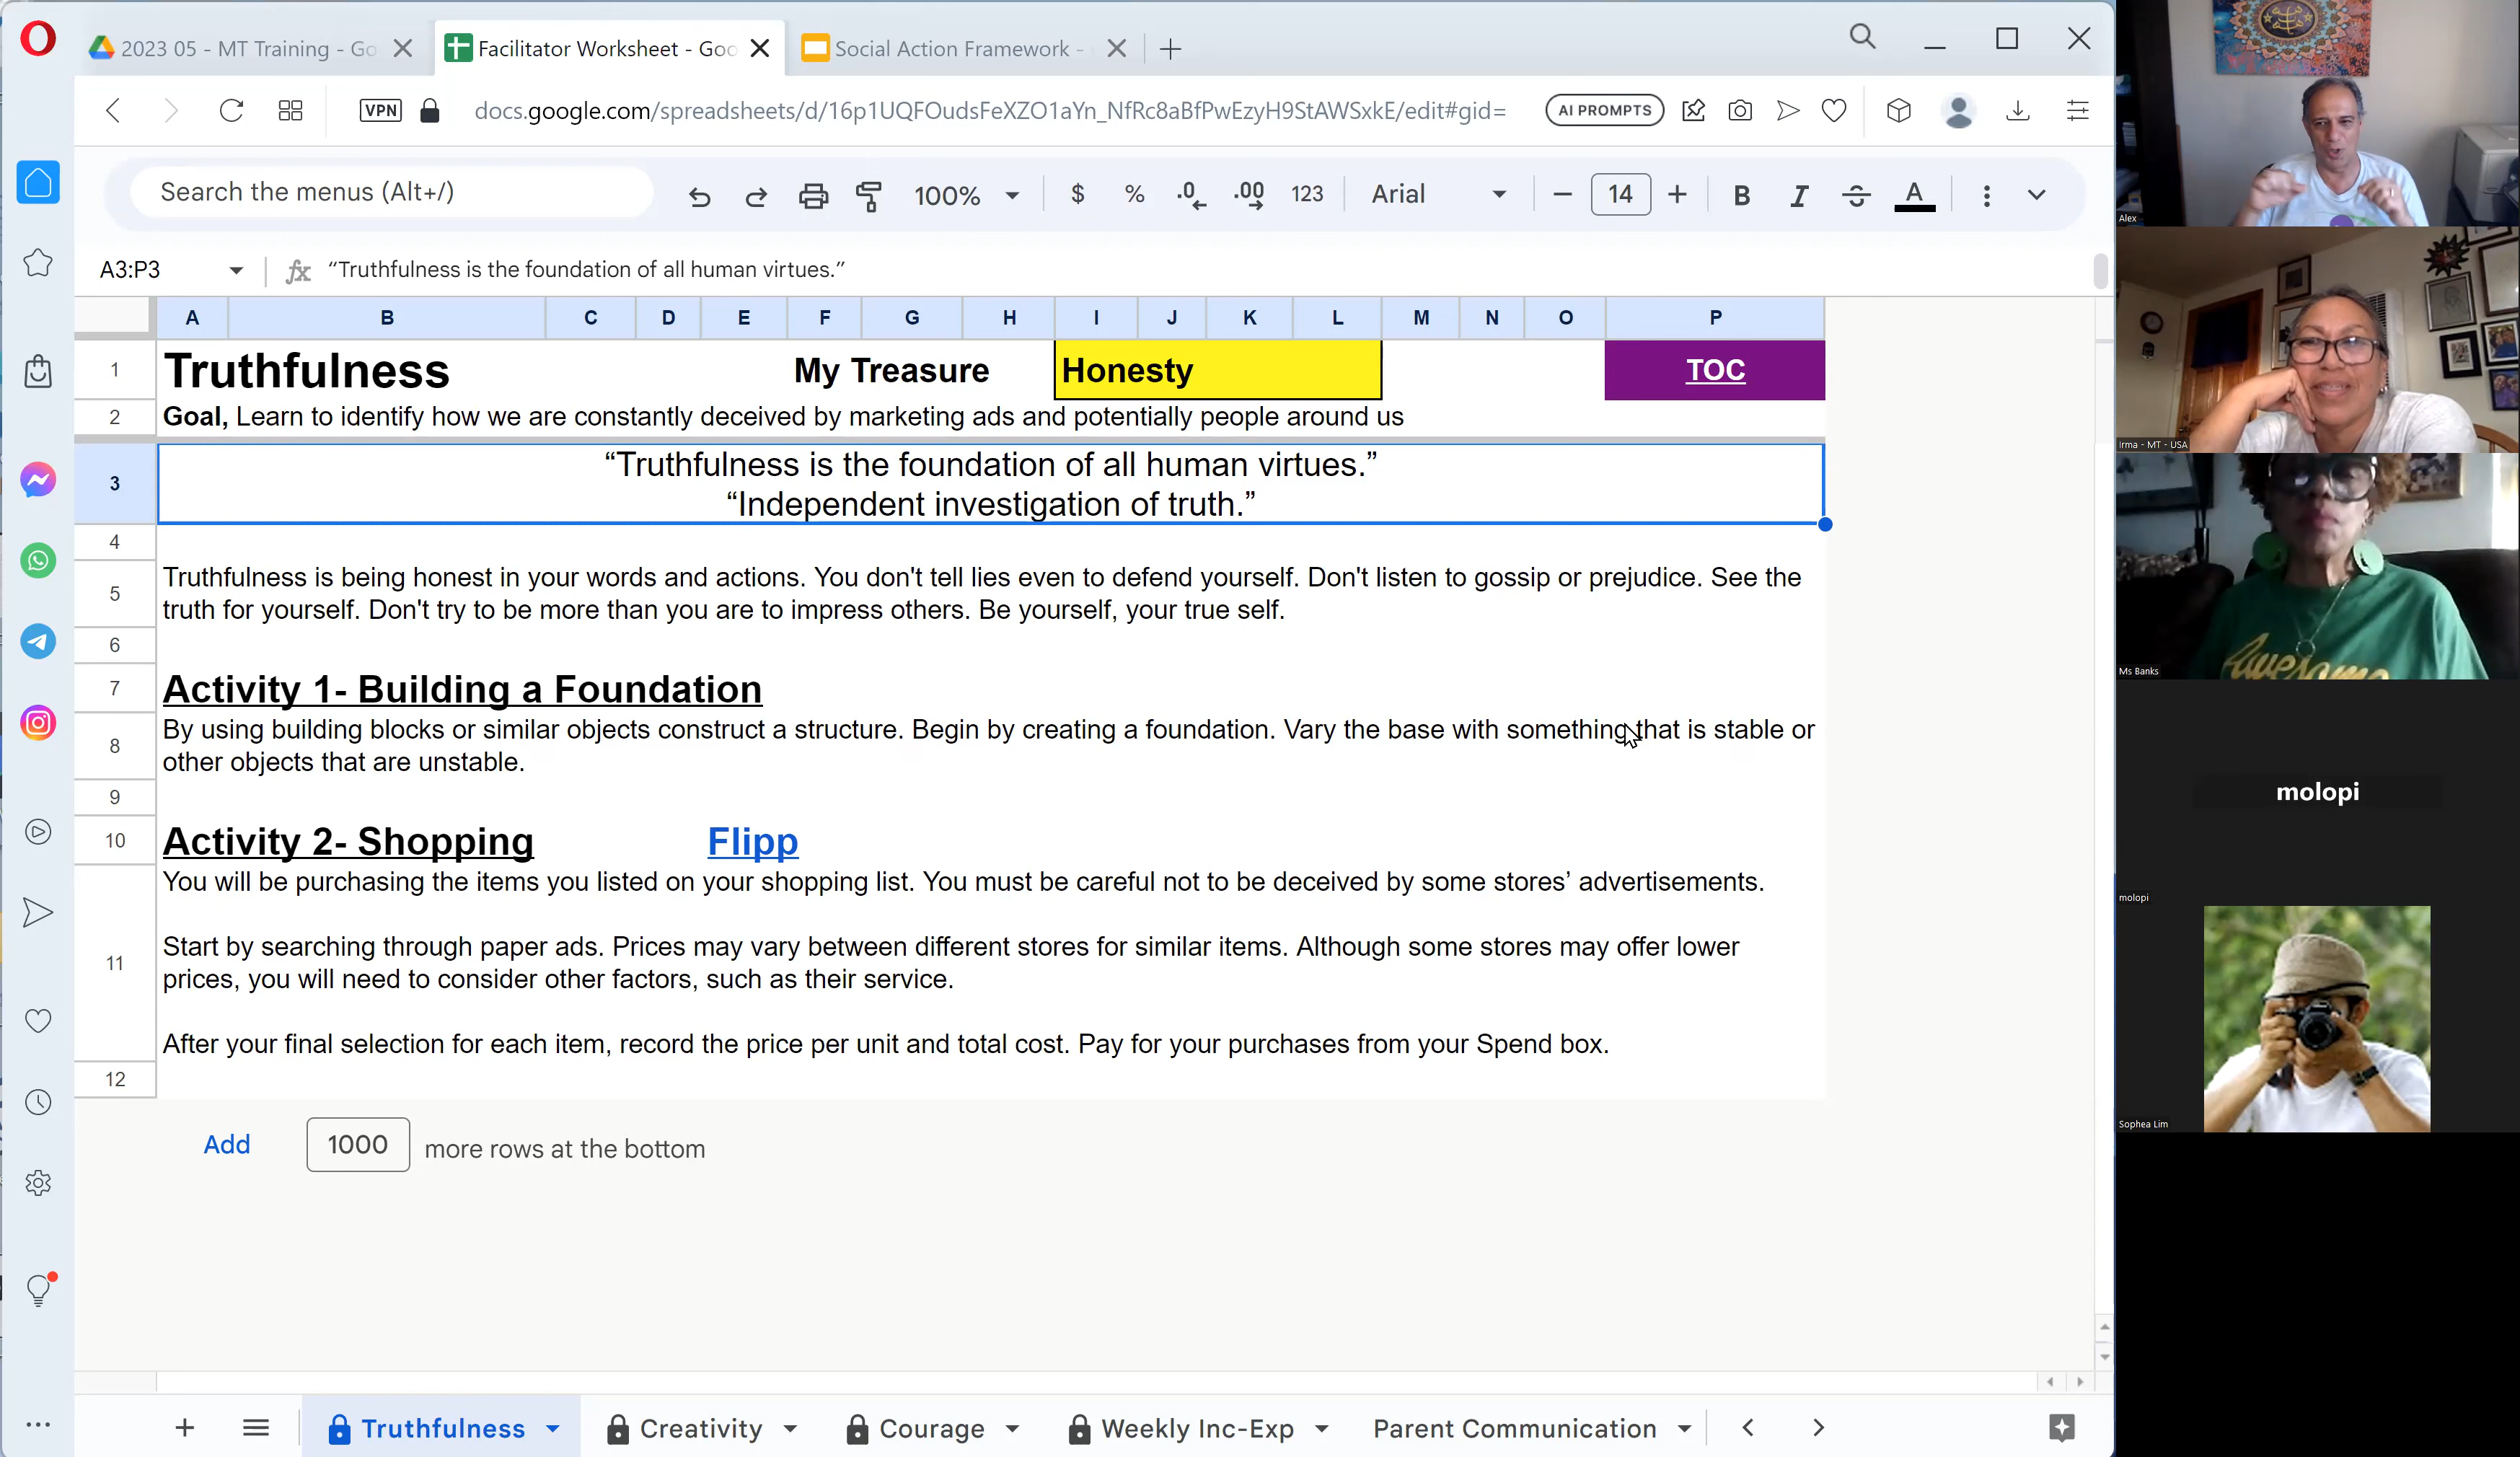 2023 05 - MT Training - Go
Facilitator Worksheet - Goo
Social Action Framework -
VPN
docs.google.com/spreadsheets/d/16p1UQFOudsFeXZO1aYn_NfRc8aBfPwEzyH9StAWSxkE/edit#gid=
AI PROMPTS
Search the menus (Alt+/)
100%
$
%
.0
.00
123
Arial
14
B
I
A
A3:P3
fx
“Truthfulness is the foundation of all human virtues.”
A B C D E F G H I J K L M N O P
1
Truthfulness
My Treasure
Honesty
TOC
2
Goal, Learn to identify how we are constantly deceived by marketing ads and potentially people around us
3
“Truthfulness is the foundation of all human virtues.”
“Independent investigation of truth.”
4
5
Truthfulness is being honest in your words and actions. You don't tell lies even to defend yourself. Don't listen to gossip or prejudice. See the
truth for yourself. Don't try to be more than you are to impress others. Be yourself, your true self.
6
7
Activity 1- Building a Foundation
8
By using building blocks or similar objects construct a structure. Begin by creating a foundation. Vary the base with something that is stable or
other objects that are unstable.
9
10
Activity 2- Shopping
Flipp
11
You will be purchasing the items you listed on your shopping list. You must be careful not to be deceived by some stores’ advertisements.
Start by searching through paper ads. Prices may vary between different stores for similar items. Although some stores may offer lower
prices, you will need to consider other factors, such as their service.
After your final selection for each item, record the price per unit and total cost. Pay for your purchases from your Spend box.
12
Add
1000
more rows at the bottom
Truthfulness
Creativity
Courage
Weekly Inc-Exp
Parent Communication
Alex
Irma - MT - USA
Awesome
Ms Banks
molopi
molopi
Sophea Lim